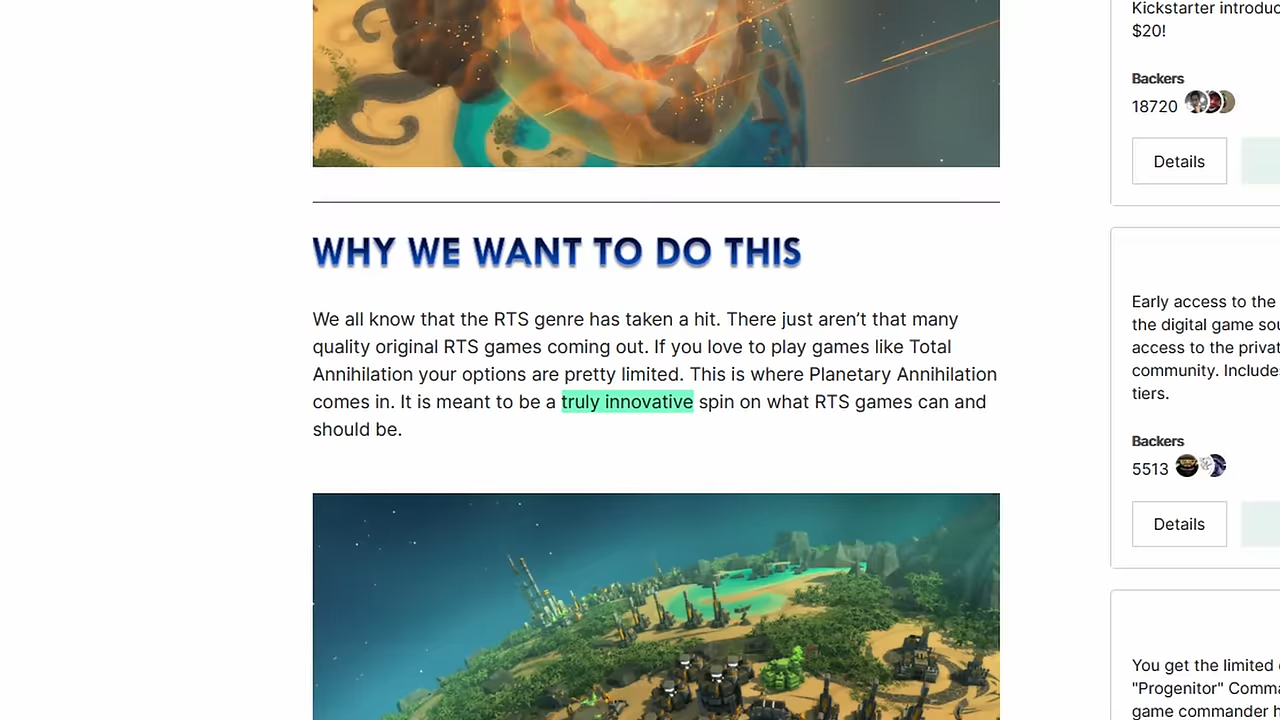 Kickstarter introduc
$20!
Backers
18720
Details
WHY WE WANT TO DO THIS
We all know that the RTS genre has taken a hit. There just aren’t that many
quality original RTS games coming out. If you love to play games like Total
Annihilation your options are pretty limited. This is where Planetary Annihilation
comes in. It is meant to be a truly innovative spin on what RTS games can and
should be.
Early access to the
the digital game sou
access to the privat
community. Include
tiers.
Backers
5513
Details
You get the limited
"Progenitor" Comma
game commander h